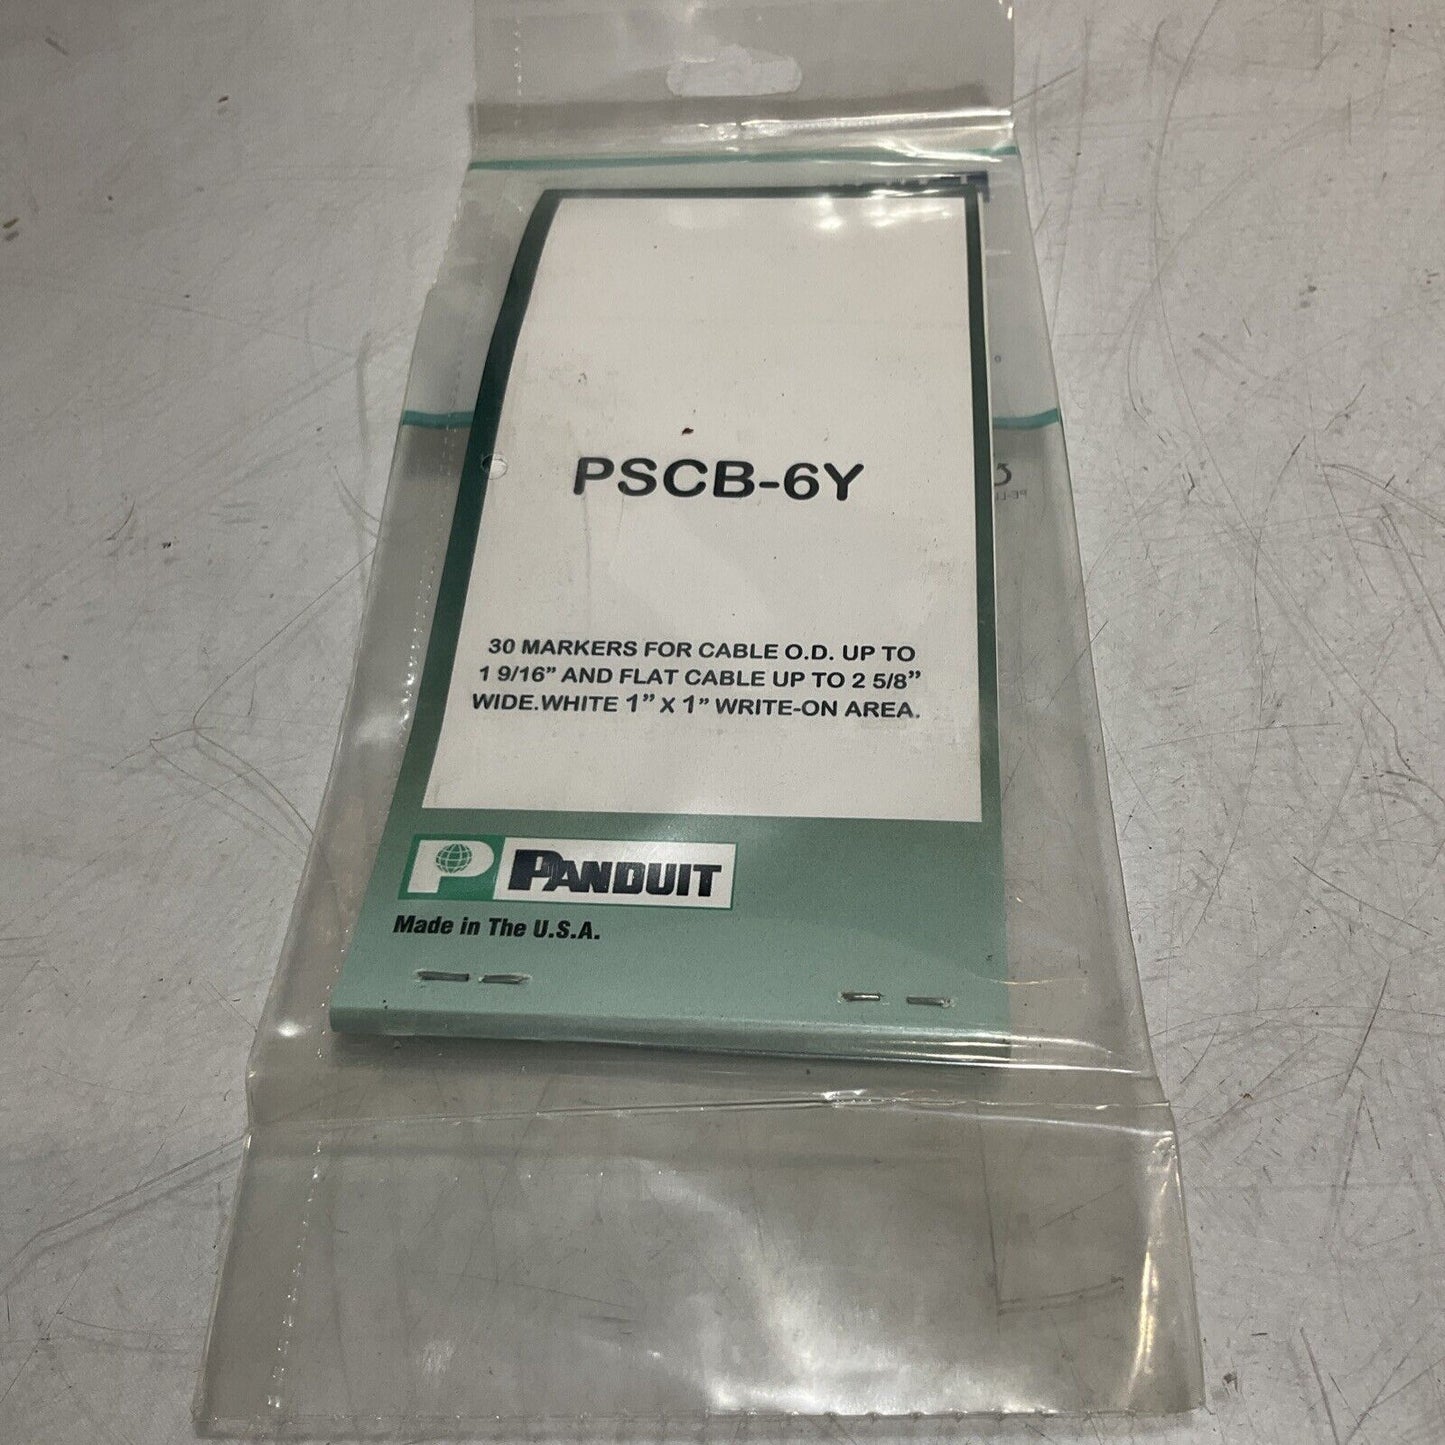 PSCB-6Y
30 MARKERS FOR CABLE O.D. UP TO
1 9/16” AND FLAT CABLE UP TO 2 5/8”
WIDE.WHITE 1” X 1” WRITE-ON AREA.
P PANDUIT
Made in The U.S.A.